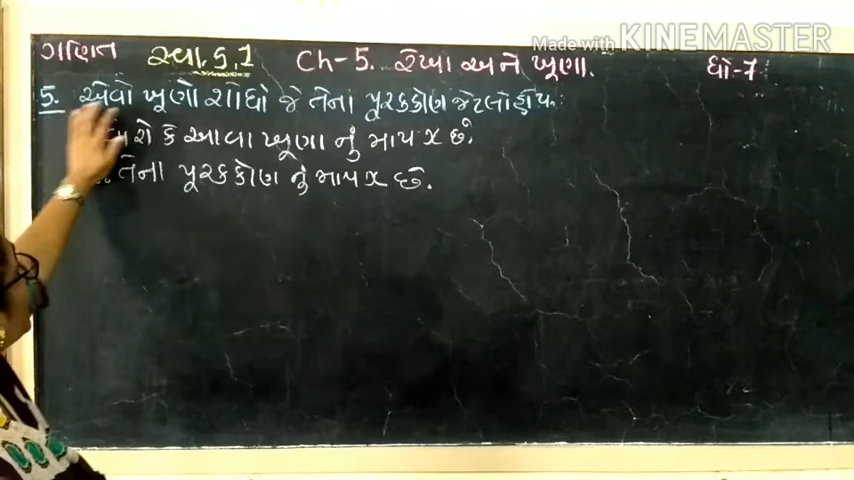 ગણિત સ્વા. 5.1 Ch-5. રેખા અને ખૂણા. ધો-7
Made with KINEMASTER
5. એવો ખૂણો શોધો જે તેના પૂરકકોણ જેટલો હોય.
રો કે આવા ખૂણા નું માપ x છે.
તેના પૂરકકોણ નું માપ x છે.